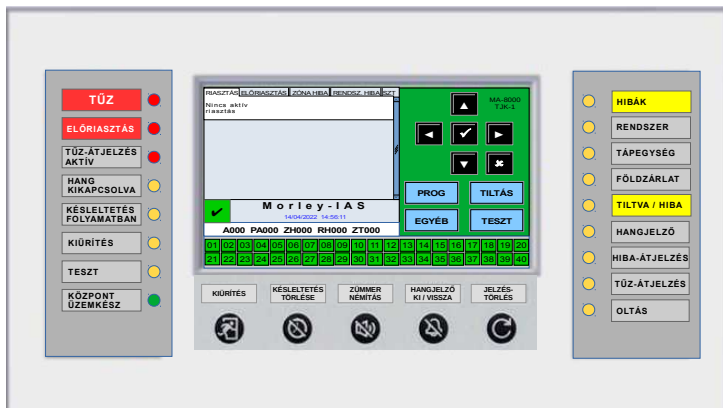 TŰZ
ELŐRIASZTÁS
TŰZ-ÁTJELZÉS
AKTÍV
HANG
KIKAPCSOLVA
KÉSLELTETÉS
FOLYAMATBAN
KIÜRÍTÉS
TESZT
KÖZPONT
ÜZEMKÉSZ
RIASZTÁS ELŐRIASZTÁS ZÓNA HIBA RENDSZ. HIBA SZT
Nincs aktív
riasztás
Morley-IAS
14/04/2022 14:56:11
A000 PA000 ZH000 RH000 ZT000
MA-8000
TJK-1
PROG TILTÁS
EGYÉB TESZT
01 02 03 04 05 06 07 08 09 10 11 12 13 14 15 16 17 18 19 20
21 22 23 24 25 26 27 28 29 30 31 32 33 34 35 36 37 38 39 40
KIÜRÍTÉS
KÉSLELTETÉS
TÖRLÉSE
ZÜMMER
NÉMÍTÁS
HANGJELZŐ
KI / VISSZA
JELZÉS-
TÖRLÉS
HIBÁK
RENDSZER
TÁPEGYSÉG
FÖLDZÁRLAT
TILTVA / HIBA
HANGJELZŐ
HIBA-ÁTJELZÉS
TŰZ-ÁTJELZÉS
OLTÁS